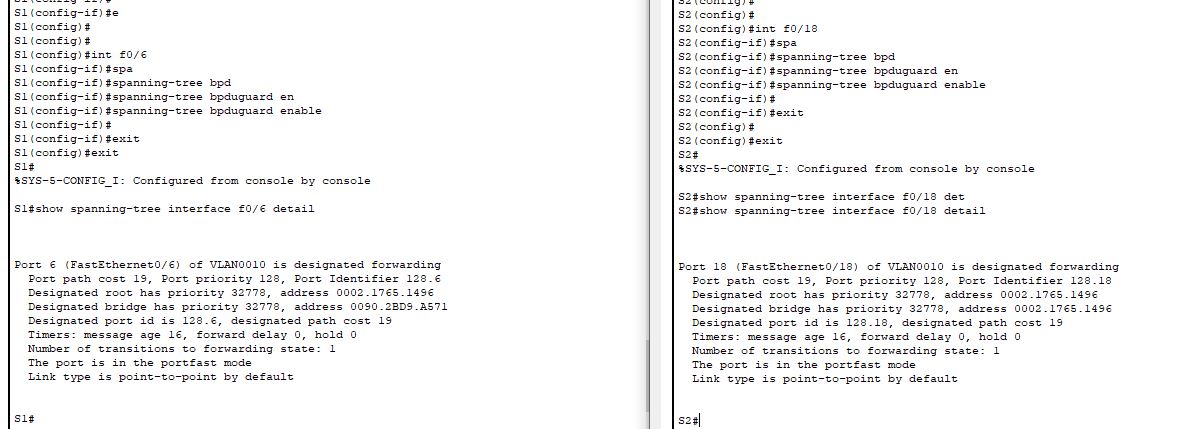 S1(config-if)#e
S1(config)#
S1(config)#
S1(config)#int f0/6
S1(config-if)#spa
S1(config-if)#spanning-tree bpd
S1(config-if)#spanning-tree bpduguard en
S1(config-if)#spanning-tree bpduguard enable
S1(config-if)#
S1(config-if)#exit
S1(config)#exit
S1#
%SYS-5-CONFIG_I: Configured from console by console
S1#show spanning-tree interface f0/6 detail
Port 6 (FastEthernet0/6) of VLAN0010 is designated forwarding
Port path cost 19, Port priority 128, Port Identifier 128.6
Designated root has priority 32778, address 0002.1765.1496
Designated bridge has priority 32778, address 0090.2BD9.A571
Designated port id is 128.6, designated path cost 19
Timers: message age 16, forward delay 0, hold 0
Number of transitions to forwarding state: 1
The port is in the portfast mode
Link type is point-to-point by default
S1#
S2(config)#
S2(config)#
S2(config)#int f0/18
S2(config-if)#spa
S2(config-if)#spanning-tree bpd
S2(config-if)#spanning-tree bpduguard en
S2(config-if)#spanning-tree bpduguard enable
S2(config-if)#
S2(config-if)#exit
S2(config)#
S2(config)#exit
S2#
%SYS-5-CONFIG_I: Configured from console by console
S2#show spanning-tree interface f0/18 det
S2#show spanning-tree interface f0/18 detail
Port 18 (FastEthernet0/18) of VLAN0010 is designated forwarding
Port path cost 19, Port priority 128, Port Identifier 128.18
Designated root has priority 32778, address 0002.1765.1496
Designated bridge has priority 32778, address 0002.1765.1496
Designated port id is 128.18, designated path cost 19
Timers: message age 16, forward delay 0, hold 0
Number of transitions to forwarding state: 1
The port is in the portfast mode
Link type is point-to-point by default
S2#